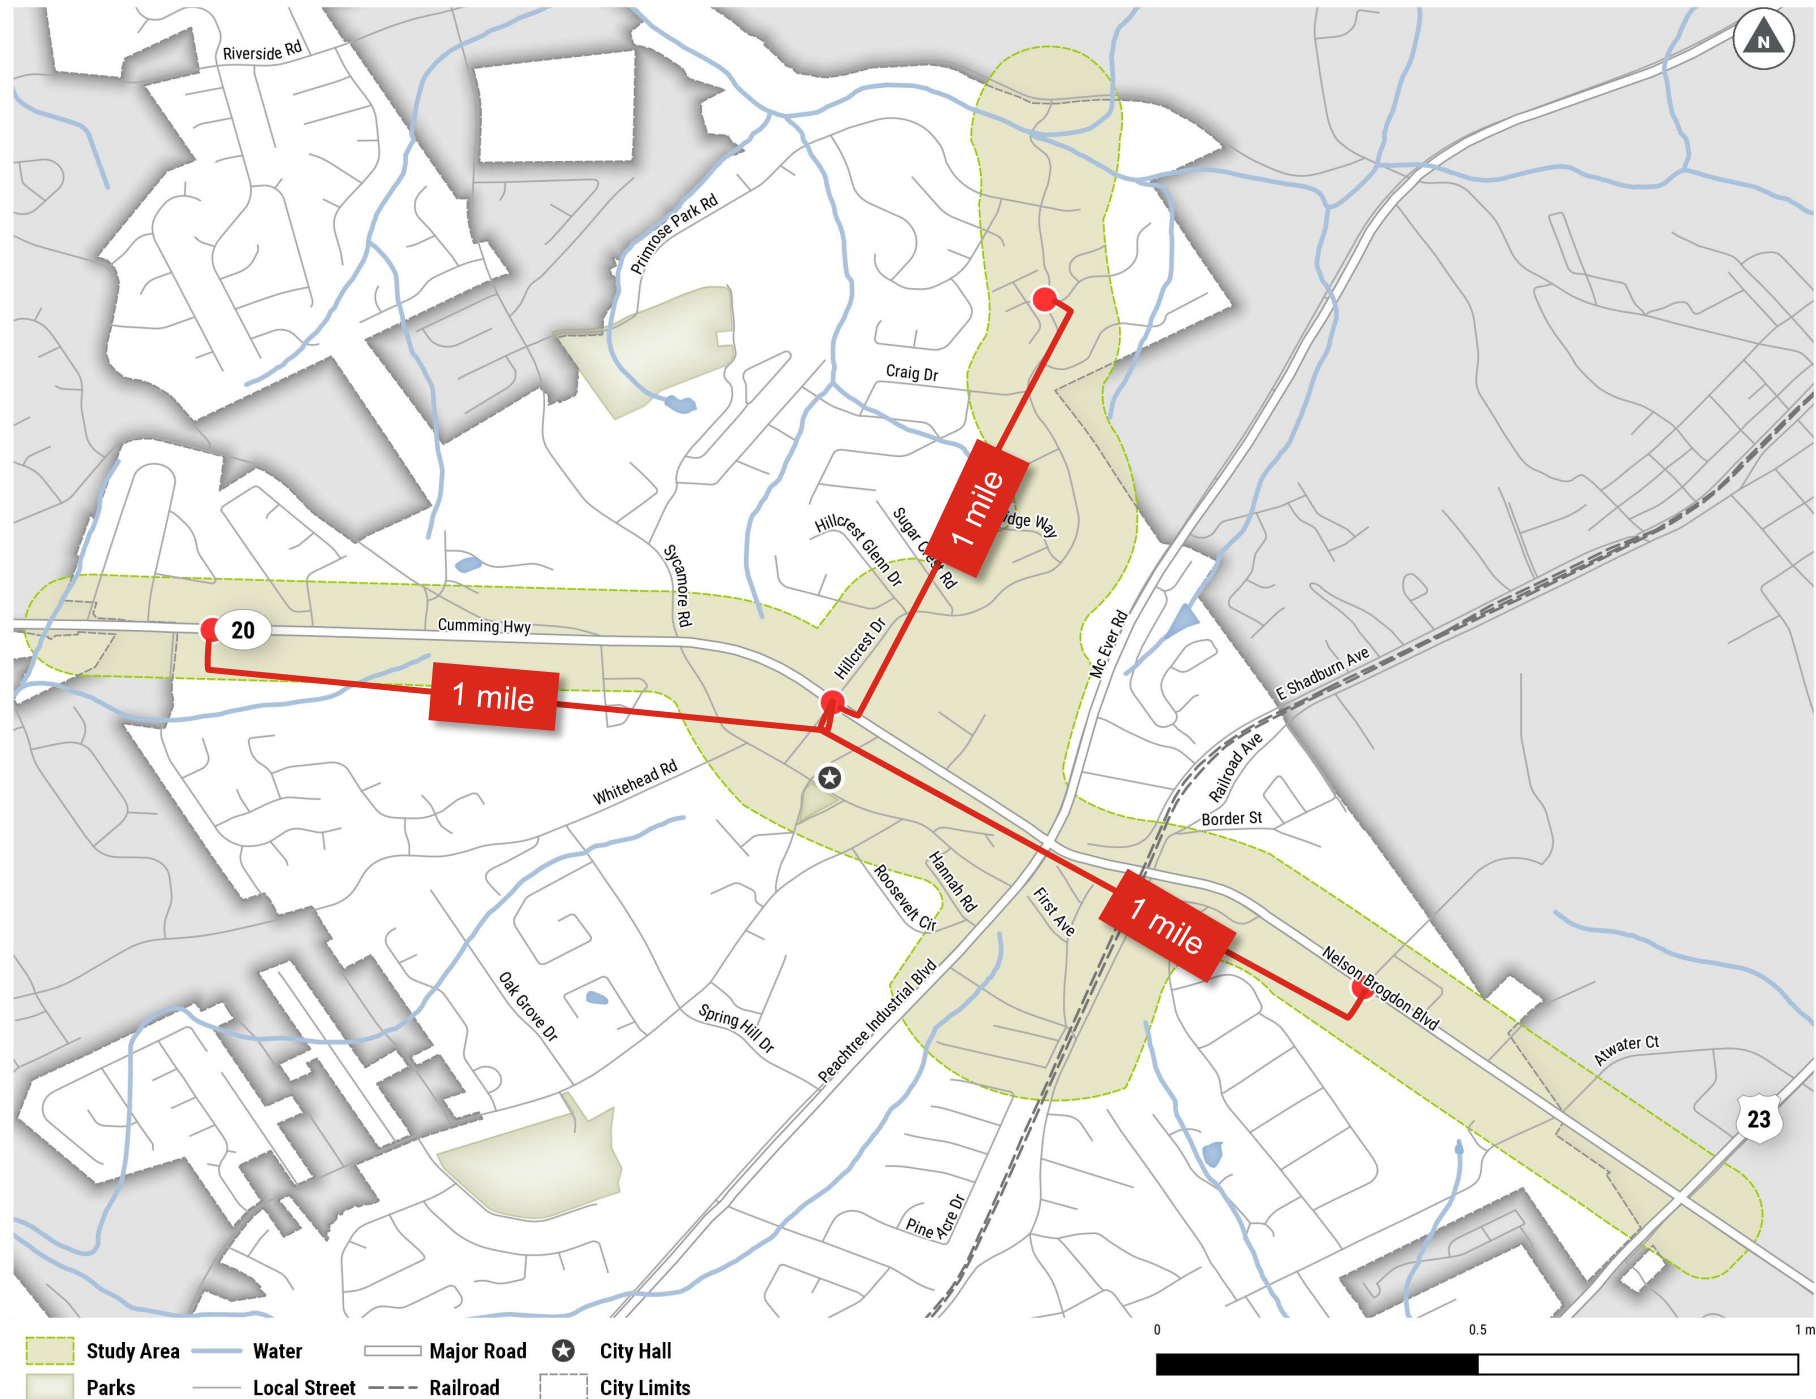 N
Riverside Rd
Primrose Park Rd
Craig Dr
1 mile
Hillcrest Glenn Dr
Sugar Crest Rd
dge Way
Sycamore Rd
20
Cumming Hwy
Hillcrest Dr
Mc Ever Rd
E Shadburn Ave
1 mile
Whitehead Rd
Railroad Ave
Border St
Roosevelt Cir
Hannah Rd
First Ave
1 mile
Nelson Brogdon Blvd
Oak Grove Dr
Spring Hill Dr
Peachtree Industrial Blvd
Atwater Ct
23
Pine Acre Dr
0 0.5 1 m
Study Area Water Major Road City Hall
Parks Local Street Railroad City Limits